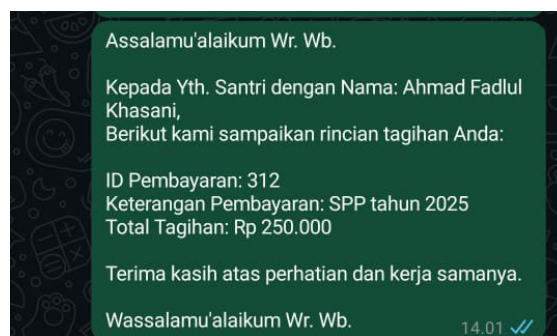 Assalamu'alaikum Wr. Wb.
Kepada Yth. Santri dengan Nama: Ahmad Fadlul
Khasani,
Berikut kami sampaikan rincian tagihan Anda:
ID Pembayaran: 312
Keterangan Pembayaran: SPP tahun 2025
Total Tagihan: Rp 250.000
Terima kasih atas perhatian dan kerja samanya.
Wassalamu'alaikum Wr. Wb.
14.01